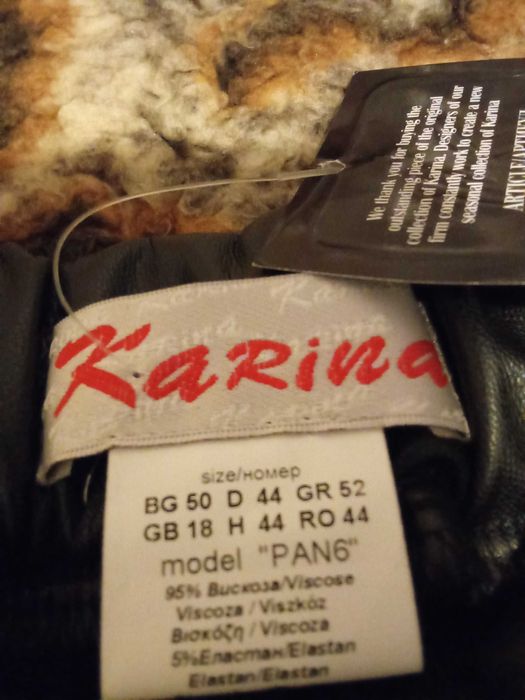 We thank you for buying the
outstanding piece of the original
collection of Karina. Designers of our
firm constantly work to create a new
seasonal collection of Karina
Karina
size/номер
BG 50 D 44 GR 52
GB 18 H 44 RO 44
model "PAN6"
95% Вискоза/Viscose
Viscoza / Viszkóz
Βισκόζη / Viscoza
5%Еластан/Elastan
Elastan/Elastan